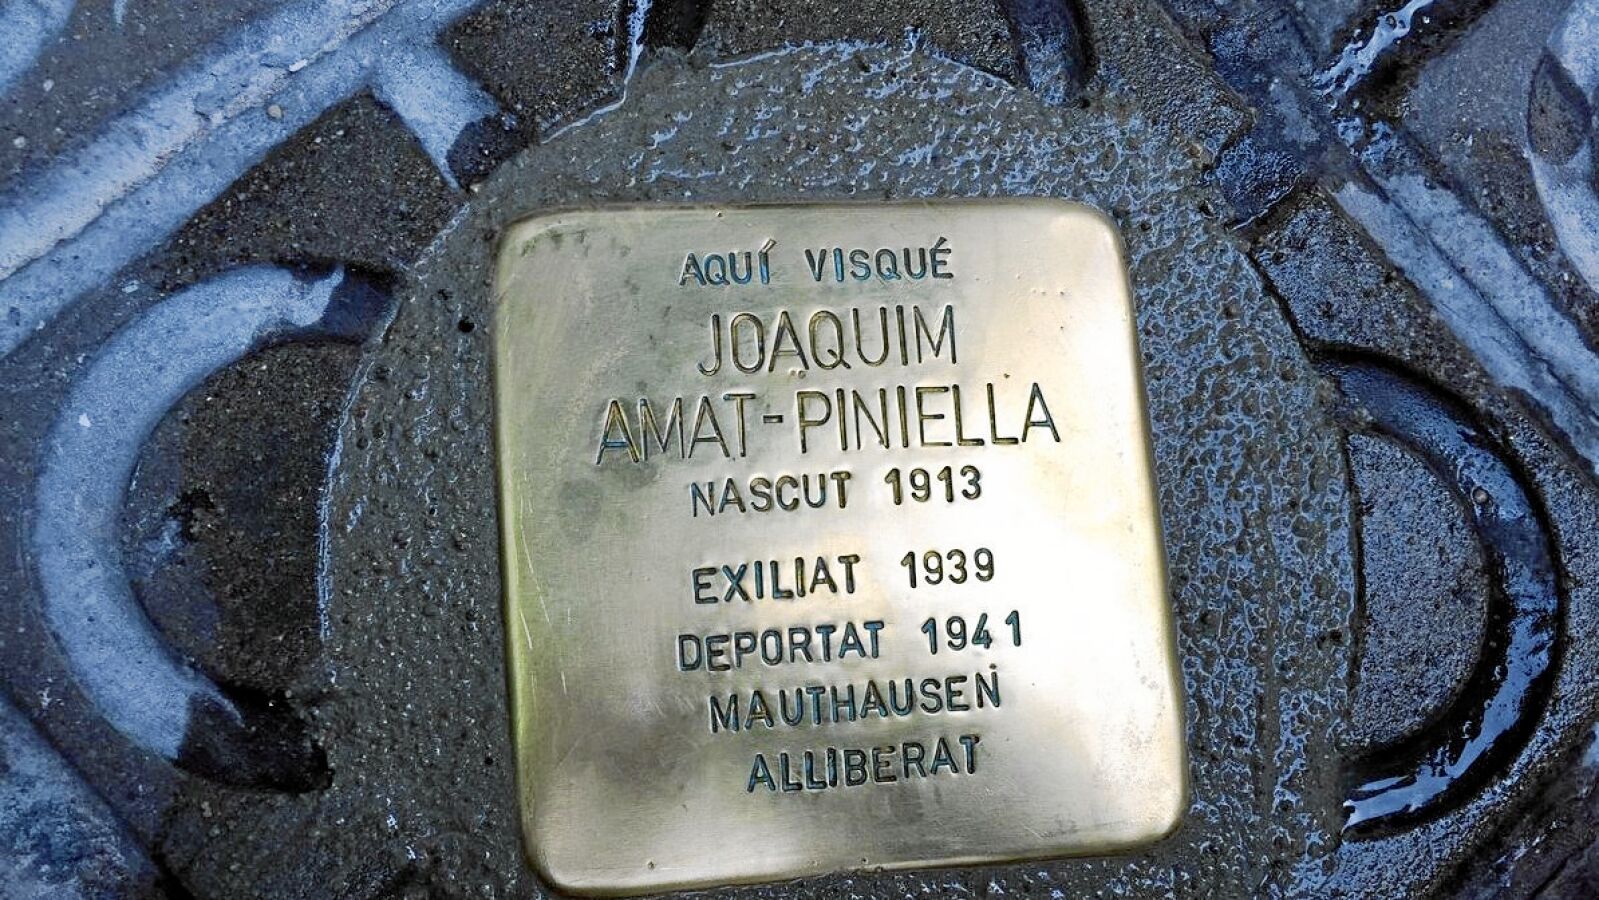 AQUÍ VISQUÉ
JOAQUIM
AMAT-PINIELLA
NASCUT 1913
EXILIAT 1939
DEPORTAT 1941
MAUTHAUSEN
ALLIBERAT